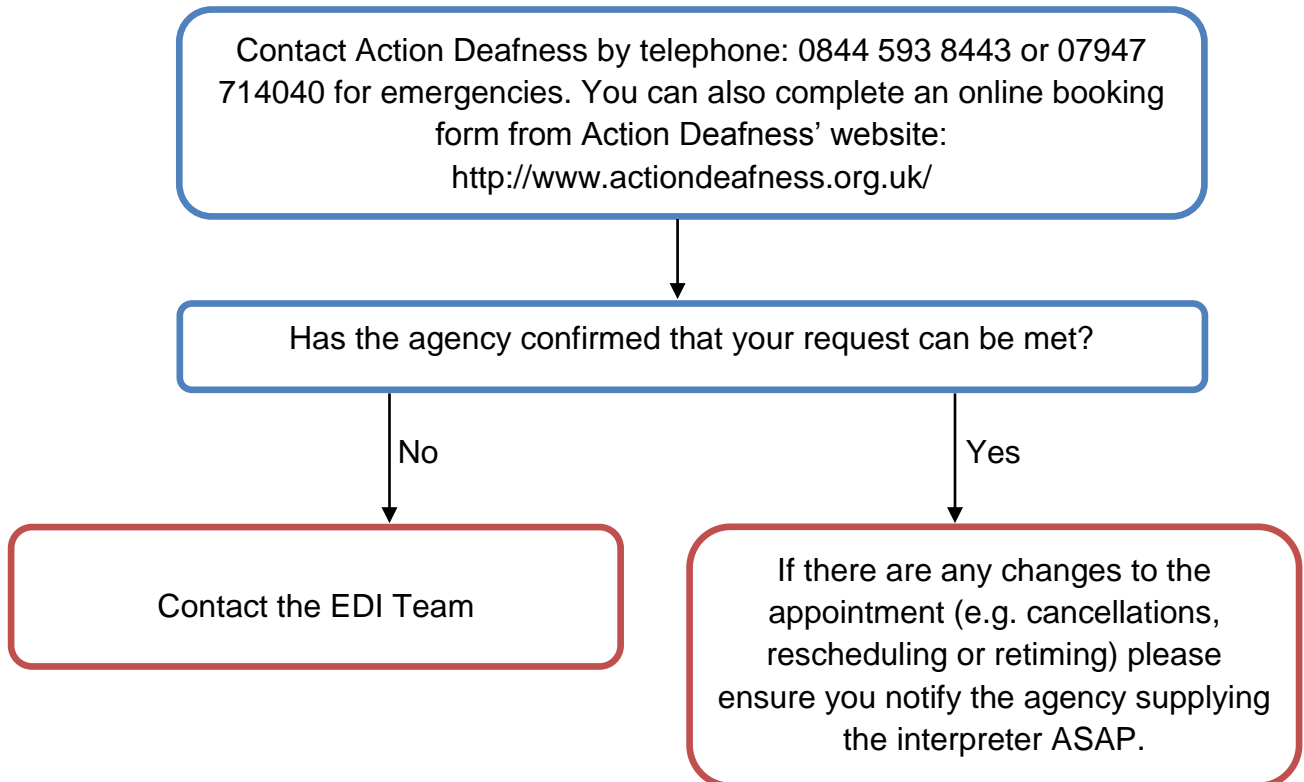 Contact Action Deafness by telephone: 0844 593 8443 or 07947
714040 for emergencies. You can also complete an online booking
form from Action Deafness’ website:
http://www.actiondeafness.org.uk/
Has the agency confirmed that your request can be met?
No
Yes
Contact the EDI Team
If there are any changes to the
appointment (e.g. cancellations,
rescheduling or retiming) please
ensure you notify the agency supplying
the interpreter ASAP.